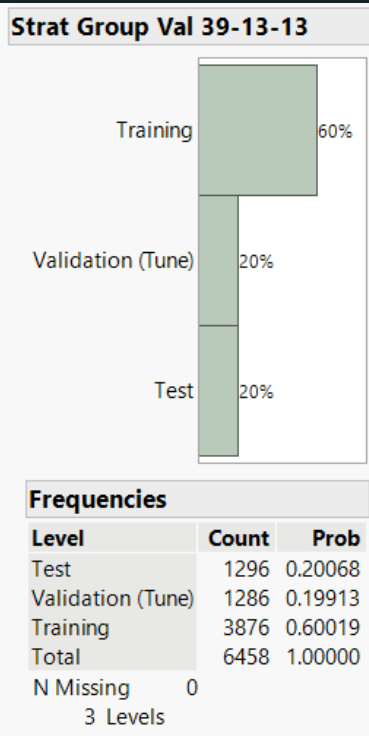 Strat Group Val 39-13-13
Training 60%
Validation (Tune) 20%
Test 20%
Frequencies
Level Count Prob
Test 1296 0.20068
Validation (Tune) 1286 0.19913
Training 3876 0.60019
Total 6458 1.00000
N Missing 0
3 Levels